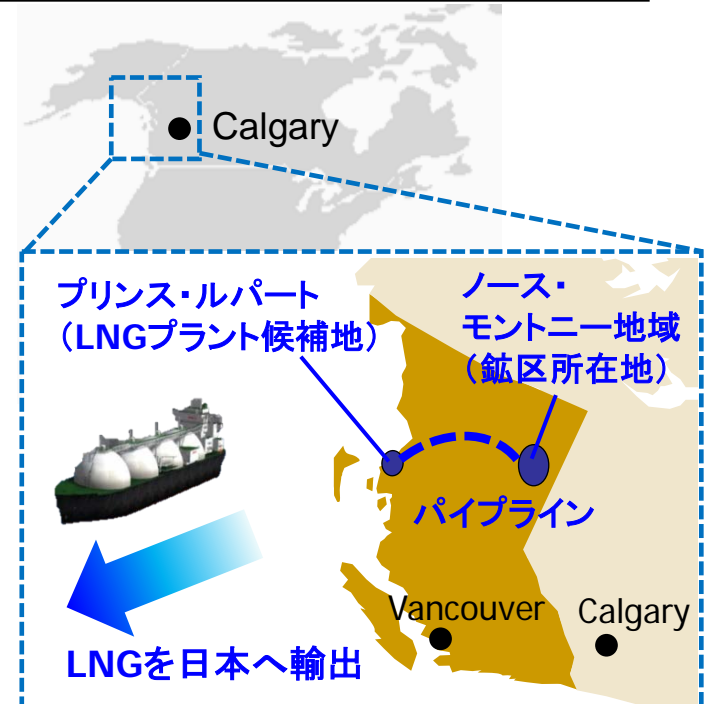 Calgary
プリンス・ルパート
（LNGプラント候補地）
ノース・
モントニー地域
（鉱区所在地）
パイプライン
Vancouver
Calgary
LNGを日本へ輸出